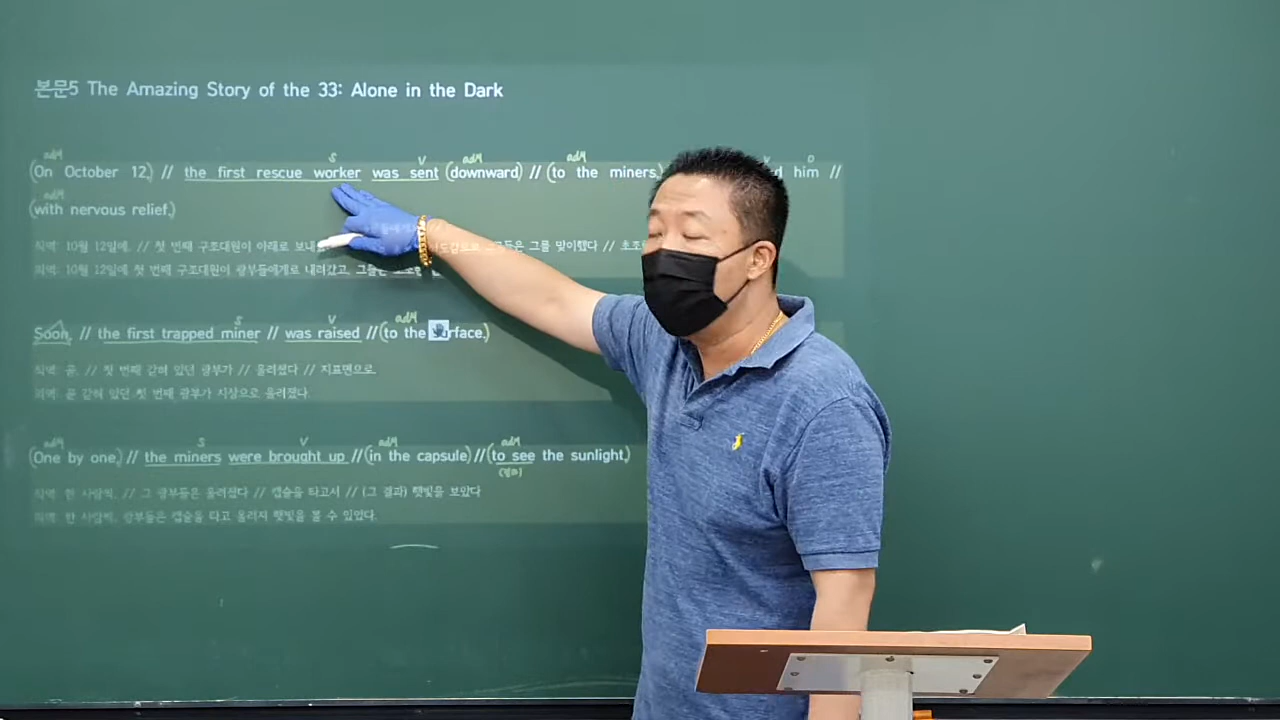 본문5 The Amazing Story of the 33: Alone in the Dark
adv S V adv adv O
(On October 12,) // the first rescue worker was sent (downward) // (to the miners,) him //
adv
(with nervous relief.)
직역: 10월 12일에, // 첫 번째 구조대원이 아래로 그들은 그를 맞이했다 //
의역: 10월 12일에 첫 번째 구조대원이 광부들에게로 내려갔고,
S V adv
Soon, // the first trapped miner // was raised // (to the surface.)
직역: 곧, // 첫 번째 갇혀 있던 광부가 // 올려졌다 // 지표면으로.
의역: 곧 갇혀 있던 첫 번째 광부가 지상으로 올려졌다.
adv S V adv adv
(One by one,) // the miners were brought up // (in the capsule) // (to see the sunlight.)
(결과)
직역: 한 사람씩, // 그 광부들은 올려졌다 // 캡슐을 타고서 // (그 결과) 햇빛을 보았다
의역: 한 사람씩, 광부들은 캡슐을 타고 올려져 햇빛을 볼 수 있었다.